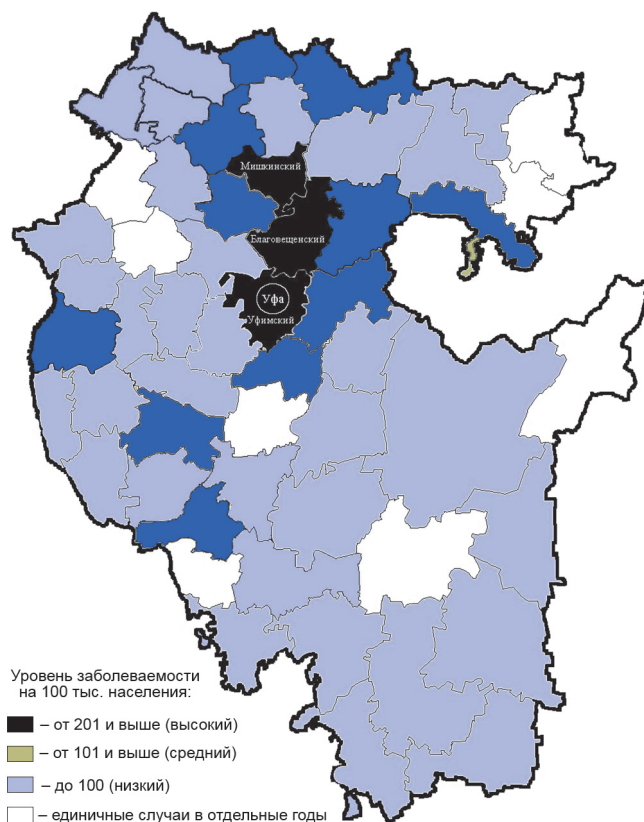 Мишкинский
Благовещенский
Уфа
Уфимский
Уровень заболеваемости
на 100 тыс. населения:
– от 201 и выше (высокий)
– от 101 и выше (средний)
– до 100 (низкий)
– единичные случаи в отдельные годы